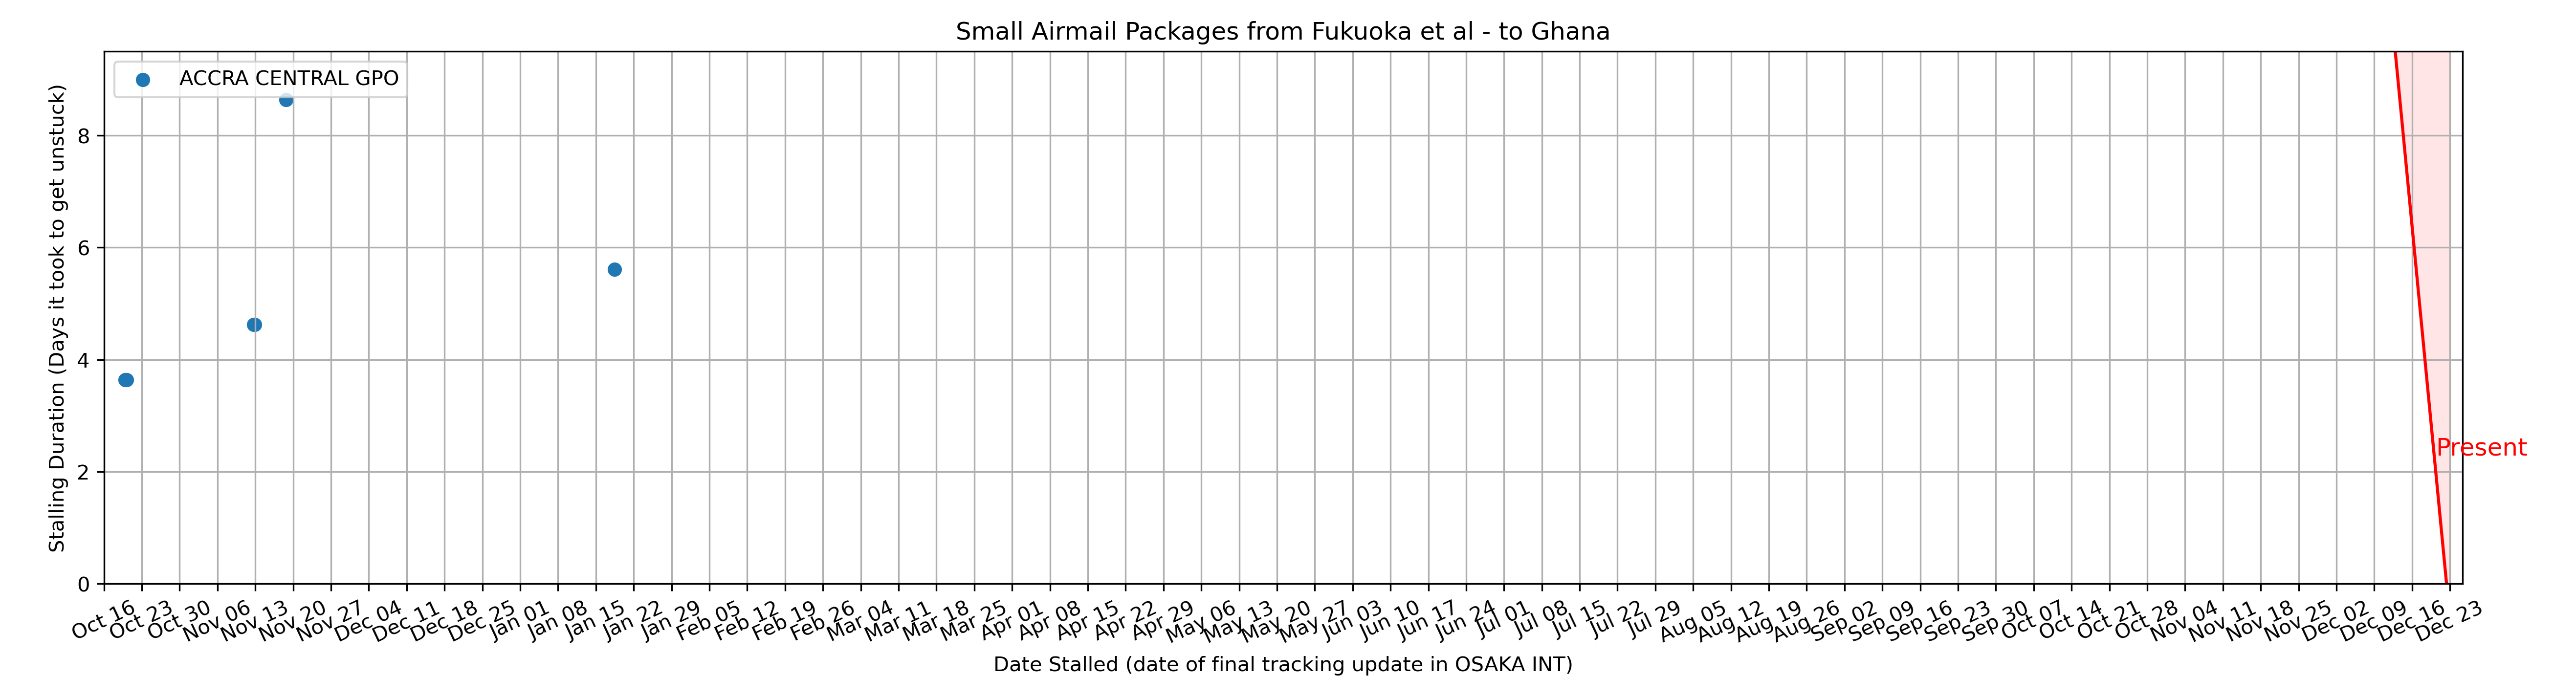 Small Airmail Packages from Fukuoka et al - to Ghana
ACCRA CENTRAL GPO
Stalling Duration (Days it took to get unstuck)
8
6
4
2
0
Present
Oct 16
Oct 23
Oct 30
Nov 06
Nov 13
Nov 20
Nov 27
Dec 04
Dec 11
Dec 18
Dec 25
Jan 01
Jan 08
Jan 15
Jan 22
Jan 29
Feb 05
Feb 12
Feb 19
Feb 26
Mar 04
Mar 11
Mar 18
Mar 25
Apr 01
Apr 08
Apr 15
Apr 22
Apr 29
May 06
May 13
May 20
May 27
Jun 03
Jun 10
Jun 17
Jun 24
Jul 01
Jul 08
Jul 15
Jul 22
Jul 29
Aug 05
Aug 12
Aug 19
Aug 26
Sep 02
Sep 09
Sep 16
Sep 23
Sep 30
Oct 07
Oct 14
Oct 21
Oct 28
Nov 04
Nov 11
Nov 18
Nov 25
Dec 02
Dec 09
Dec 16
Dec 23
Date Stalled (date of final tracking update in OSAKA INT)